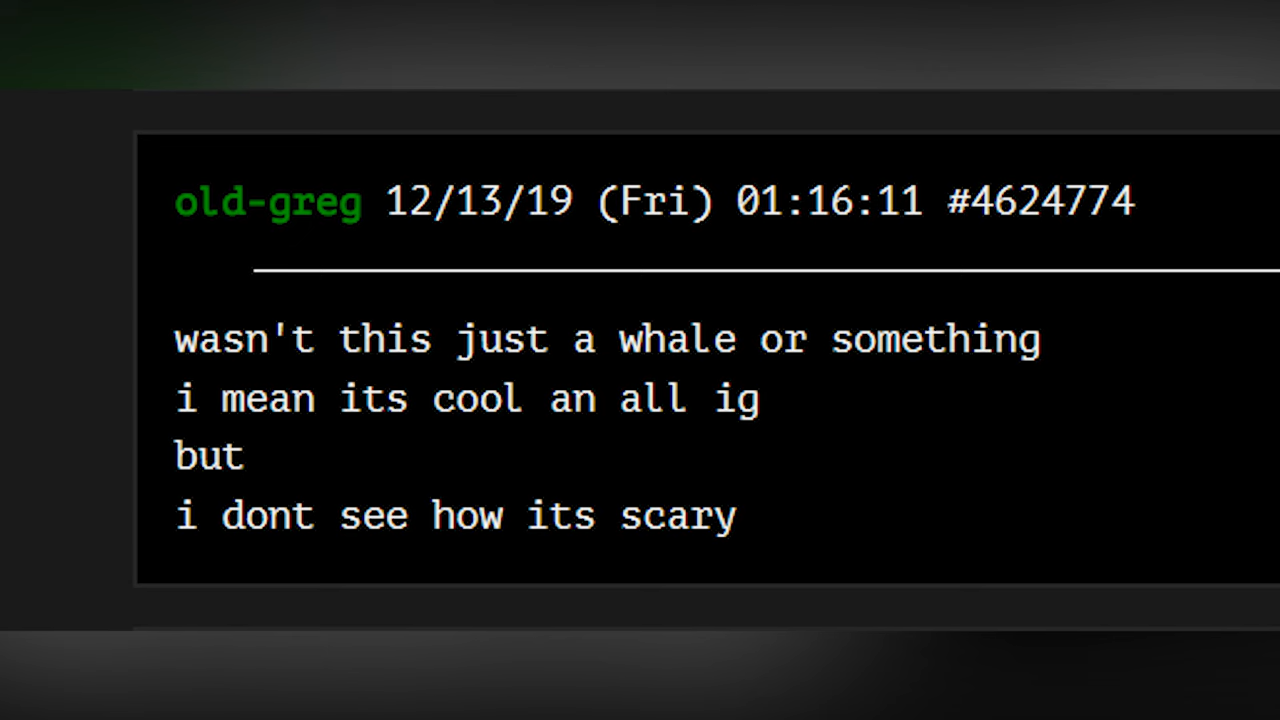 old-greg 12/13/19 (Fri) 01:16:11 #4624774
wasn't this just a whale or something
i mean its cool an all ig
but
i dont see how its scary